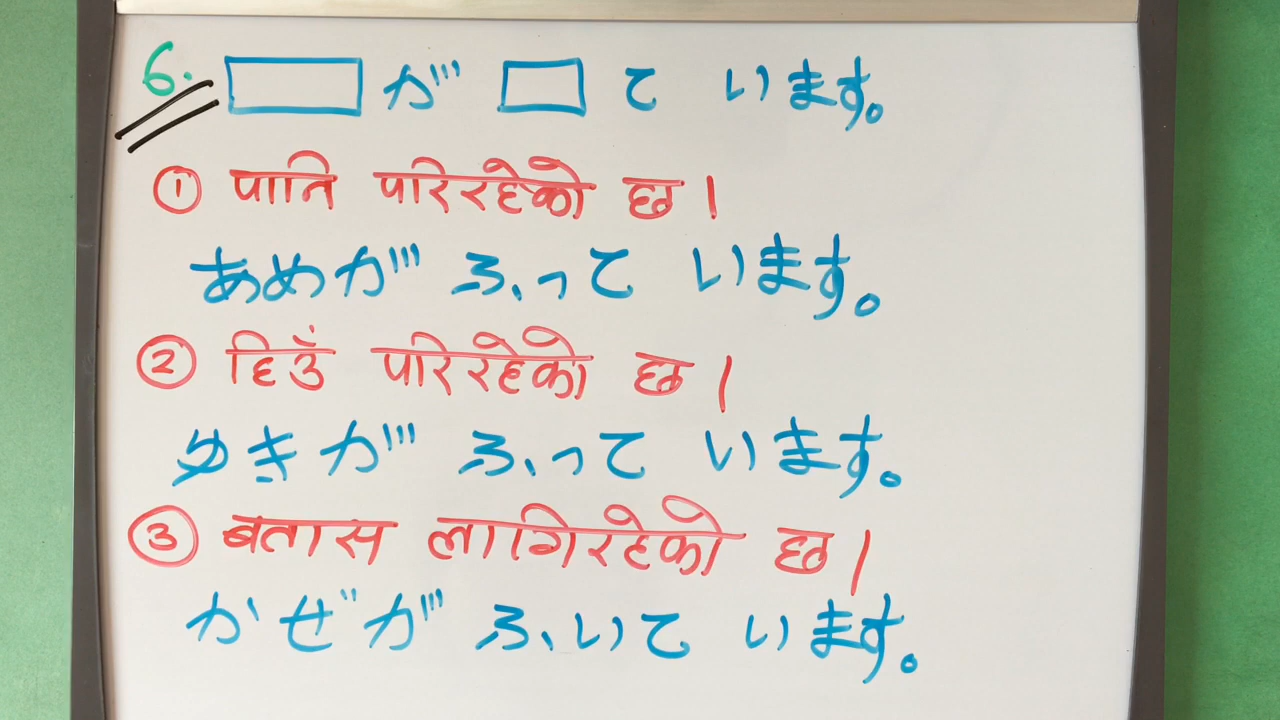 6. □ が □ て います。
① पानि परिरहेको छ।
あめが ふって います。
② हिउँ परिरहेको छ।
ゆきが ふって います。
③ बतास लागिरहेको छ।
かぜが ふいて います。